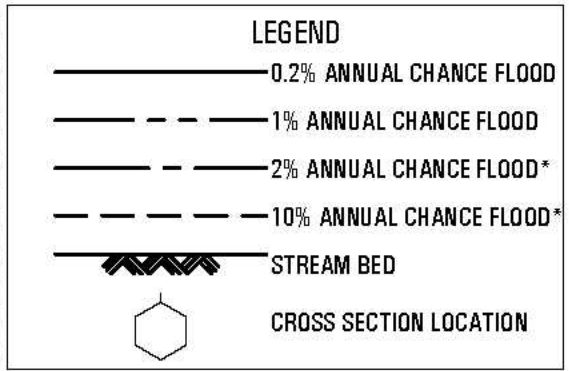 LEGEND
0.2% ANNUAL CHANCE FLOOD
1% ANNUAL CHANCE FLOOD
2% ANNUAL CHANCE FLOOD*
10% ANNUAL CHANCE FLOOD*
STREAM BED
CROSS SECTION LOCATION